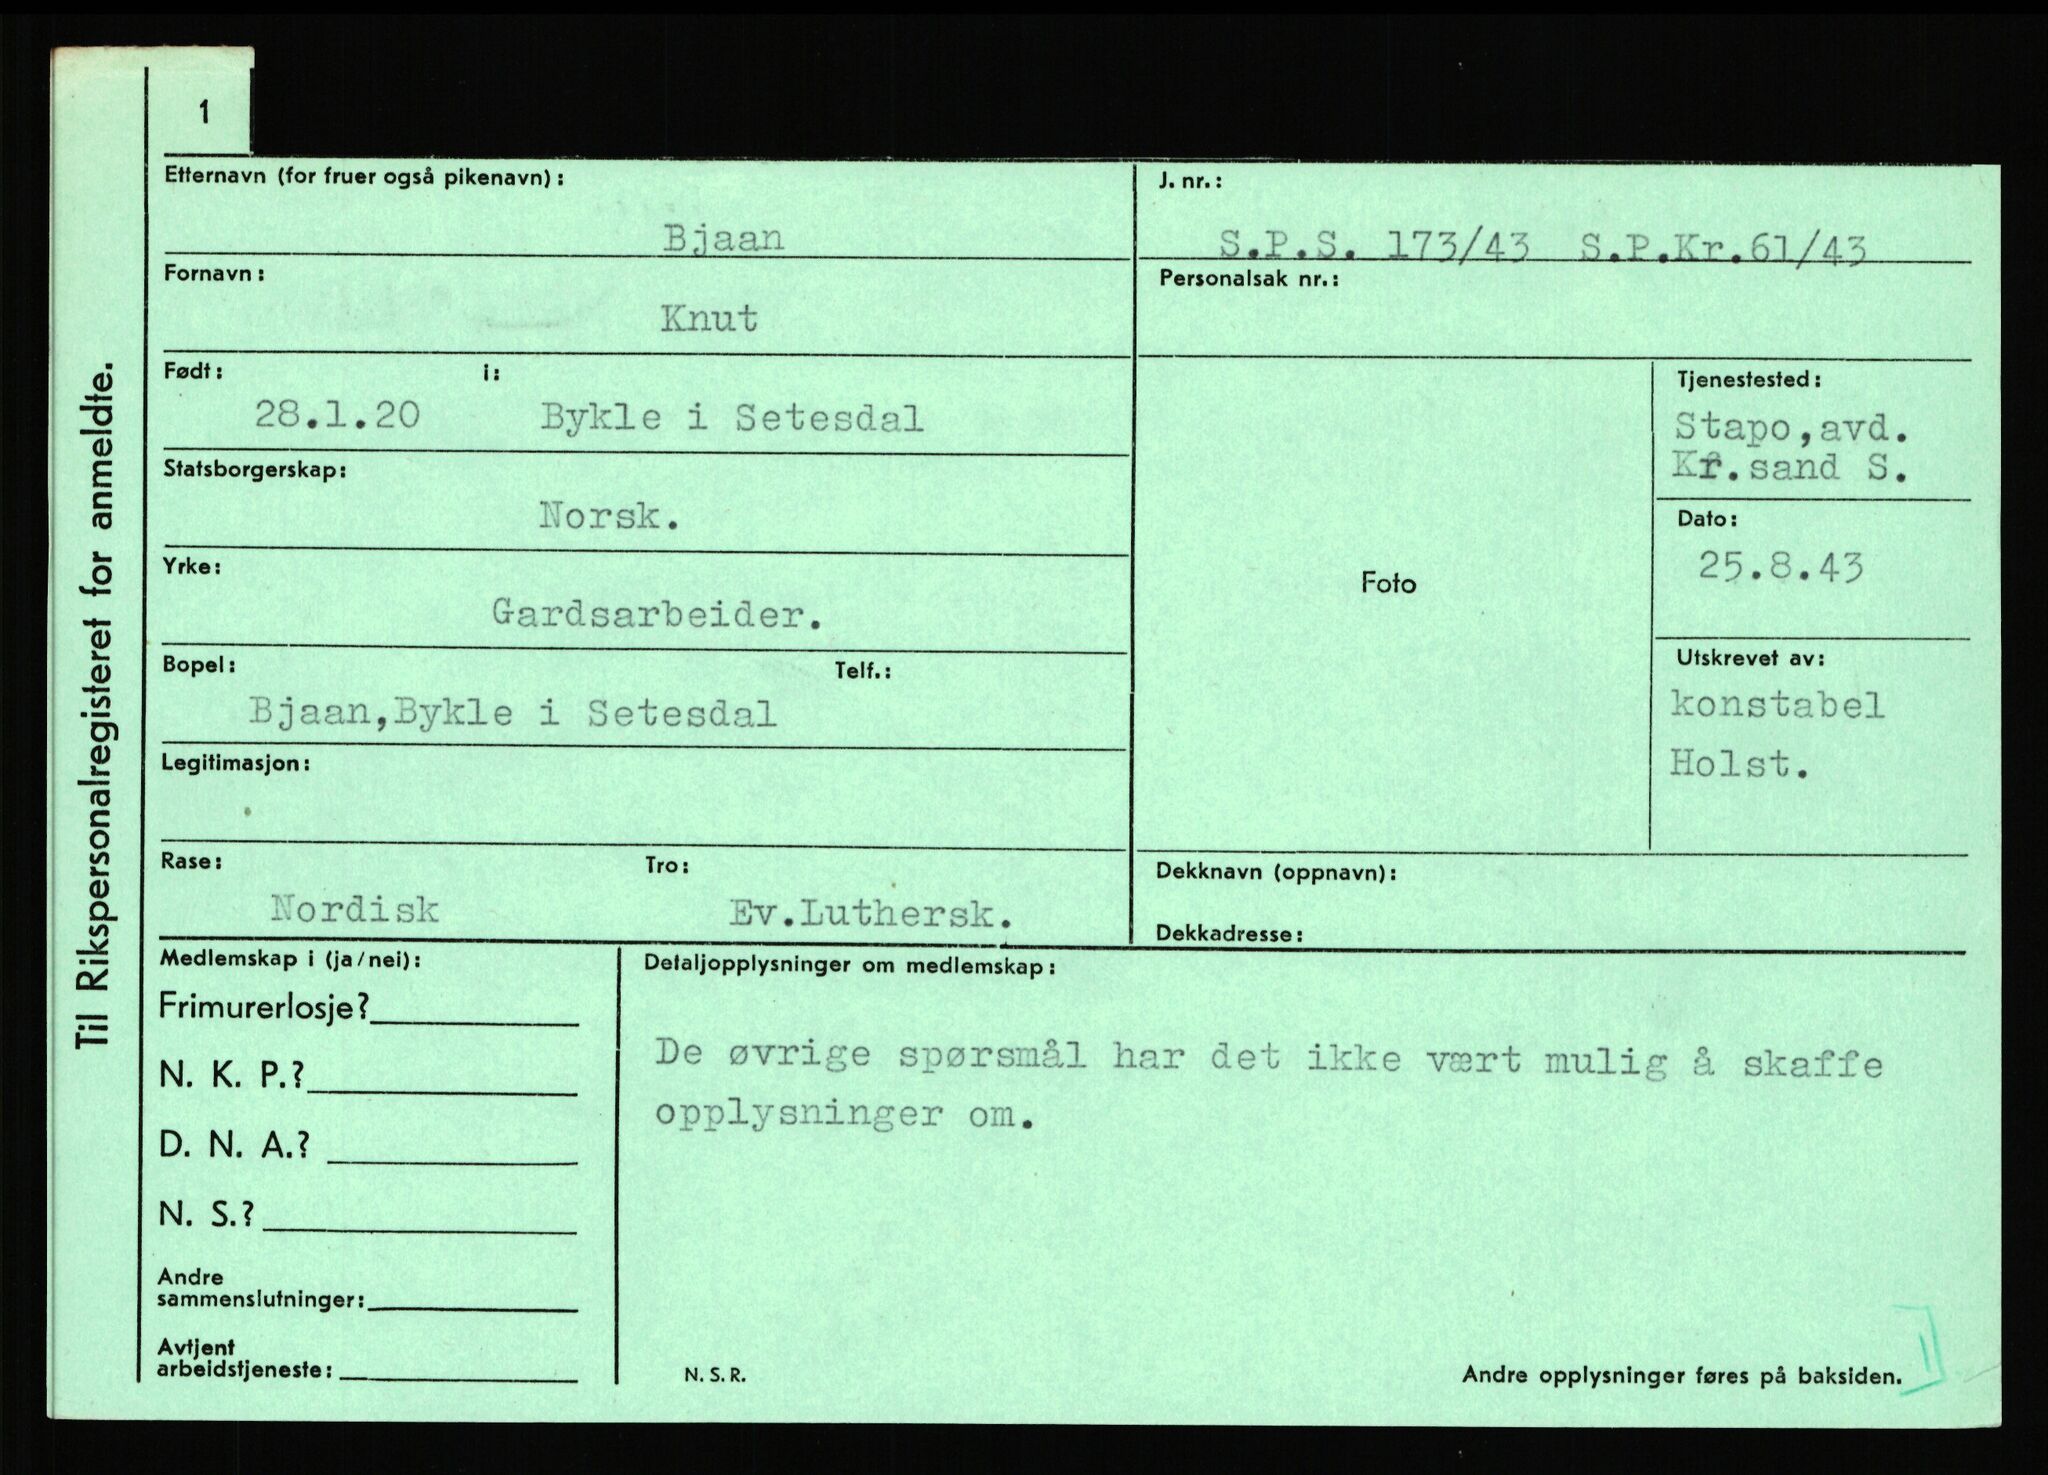 Til Rikspersonalregisteret for anmeldte.
1
Etternavn (for fruer også pikenavn):
Bjaan
Fornavn:
Knut
Født: i:
28.1.20 Bykle i Setesdal
Statsborgerskap:
Norsk.
Yrke:
Gardsarbeider.
Bopel: Telf.:
Bjaan,Bykle i Setesdal
Legitimasjon:
Rase: Tro:
Nordisk Ev.Luthersk.
J. nr.:
S.P.S. 173/43 S.P.Kr.61/43
Personalsak nr.:
Foto
Tjenestested:
Stapo,avd.
Kr.sand S.
Dato:
25.8.43
Utskrevet av:
konstabel
Holst.
Dekknavn (oppnavn):
Dekkadresse:
Medlemskap i (ja/nei):
Frimurerlosje?
N. K. P.?
D. N. A.?
N. S.?
Andre
sammenslutninger:
Avtjent
arbeidstjeneste:
Detaljopplysninger om medlemskap:
De øvrige spørsmål har det ikke vært mulig å skaffe
opplysninger om.
N. S. R.
Andre opplysninger føres på baksiden.